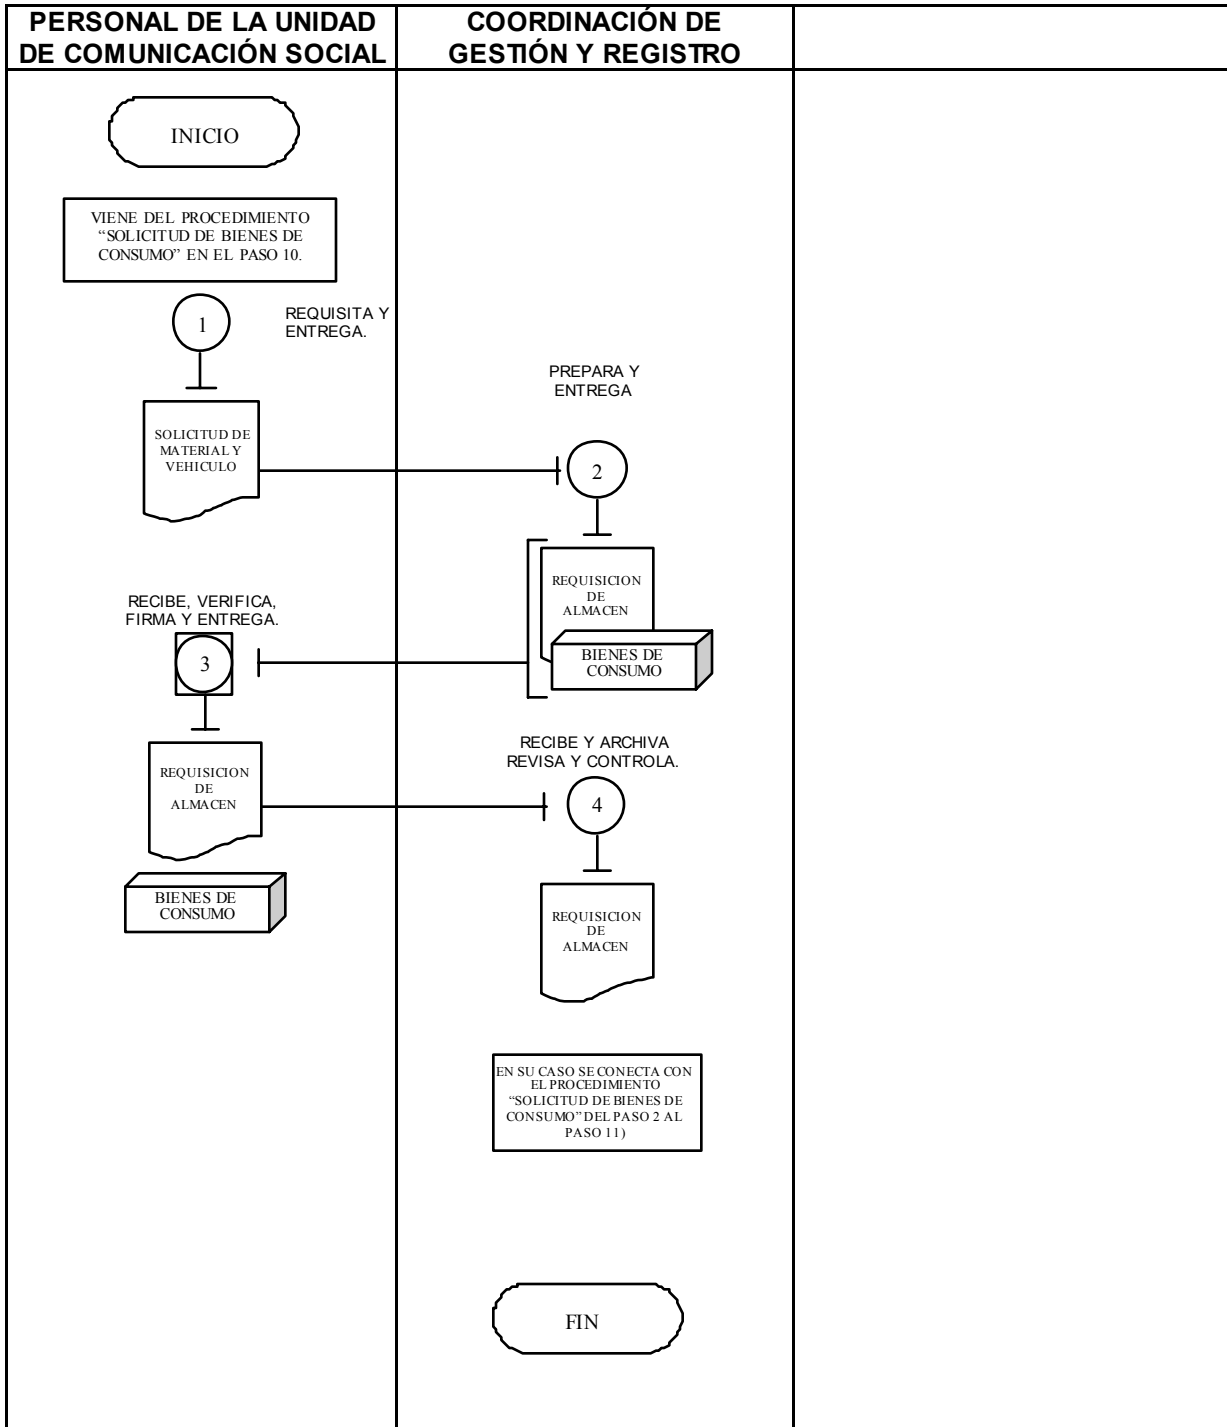 PERSONAL DE LA UNIDAD
DE COMUNICACIÓN SOCIAL
COORDINACIÓN DE
GESTIÓN Y REGISTRO
INICIO
VIENE DEL PROCEDIMIENTO
“SOLICITUD DE BIENES DE
CONSUMO” EN EL PASO 10.
1
REQUISITA Y
ENTREGA.
SOLICITUD DE
MATERIAL Y
VEHICULO
PREPARA Y
ENTREGA
2
REQUISICION
DE
ALMACEN
BIENES DE
CONSUMO
RECIBE, VERIFICA,
FIRMA Y ENTREGA.
3
REQUISICION
DE
ALMACEN
BIENES DE
CONSUMO
RECIBE Y ARCHIVA
REVISA Y CONTROLA.
4
REQUISICION
DE
ALMACEN
EN SU CASO SE CONECTA CON
EL PROCEDIMIENTO
“SOLICITUD DE BIENES DE
CONSUMO” DEL PASO 2 AL
PASO 11)
FIN